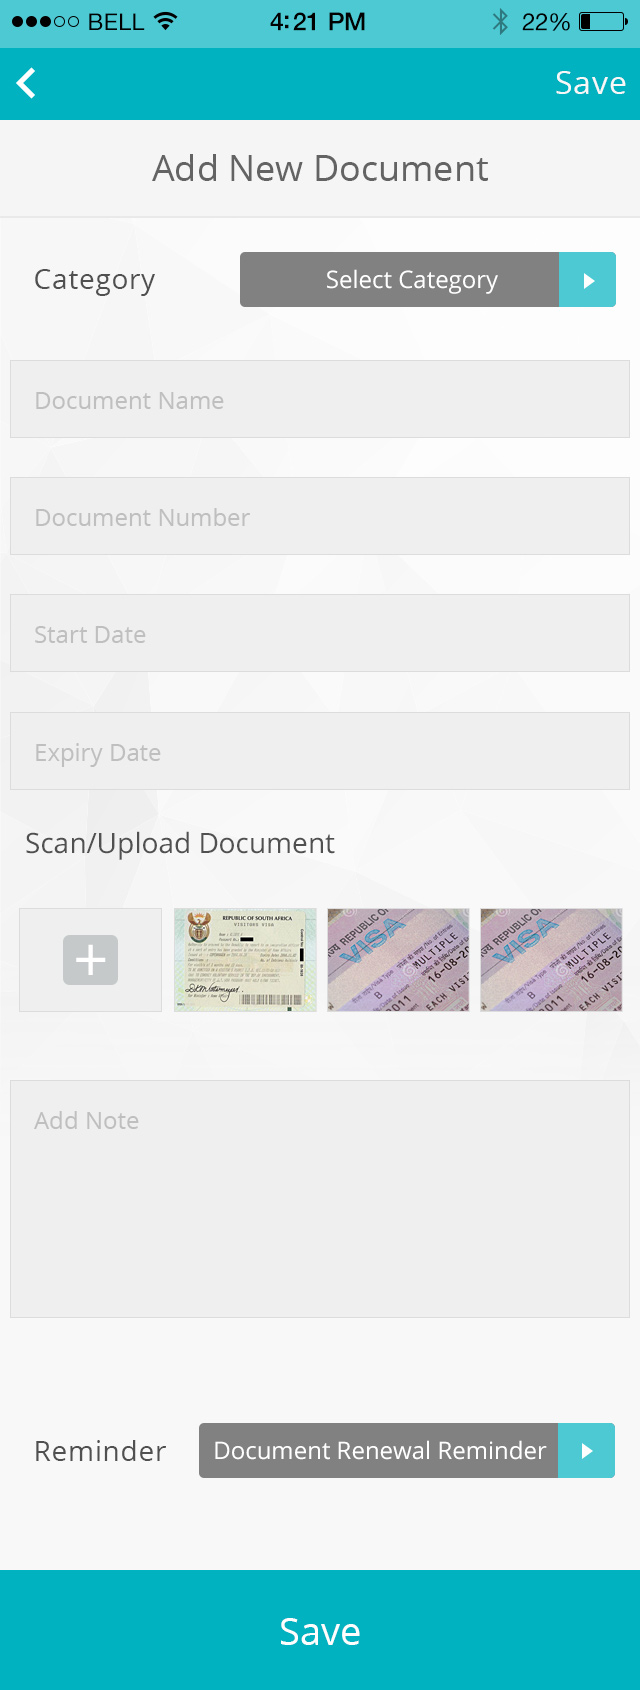 BELL 4:21 PM 22%
Save
Add New Document
Category Select Category
Document Name
Document Number
Start Date
Expiry Date
Scan/Upload Document
REPUBLIC OF SOUTH AFRICA
VISITORS VISA
REPUBLIC OF
VISA
MULTIPLE
16-08-20
B
2011
EACH VISIT
REPUBLIC OF
VISA
MULTIPLE
16-08-20
B
2011
EACH VISIT
Add Note
Reminder Document Renewal Reminder
Save